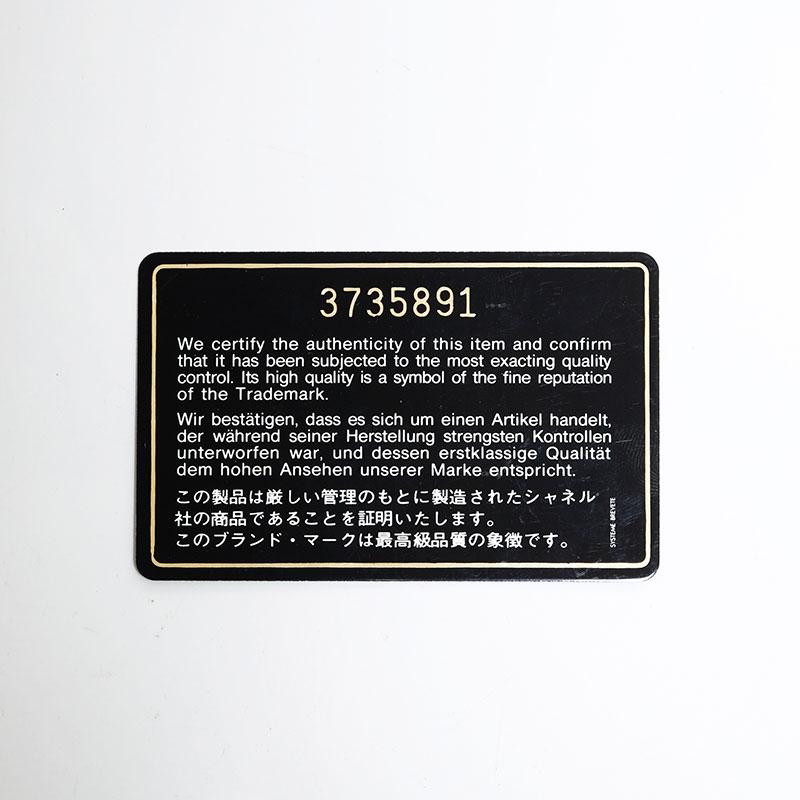 3735891
We certify the authenticity of this item and confirm
that it has been subjected to the most exacting quality
control. Its high quality is a symbol of the fine reputation
of the Trademark.
Wir bestätigen, dass es sich um einen Artikel handelt,
der während seiner Herstellung strengsten Kontrollen
unterworfen war, und dessen erstklassige Qualität
dem hohen Ansehen unserer Marke entspricht.
この製品は厳しい管理のもとに製造されたシャネル
社の商品であることを証明いたします。
このブランド・マークは最高級品質の象徴です。
SYSTEME BREVETE